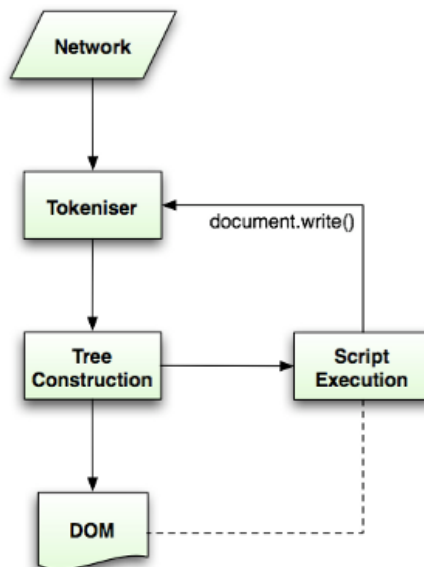 Network
Tokeniser
document.write()
Tree
Construction
Script
Execution
DOM